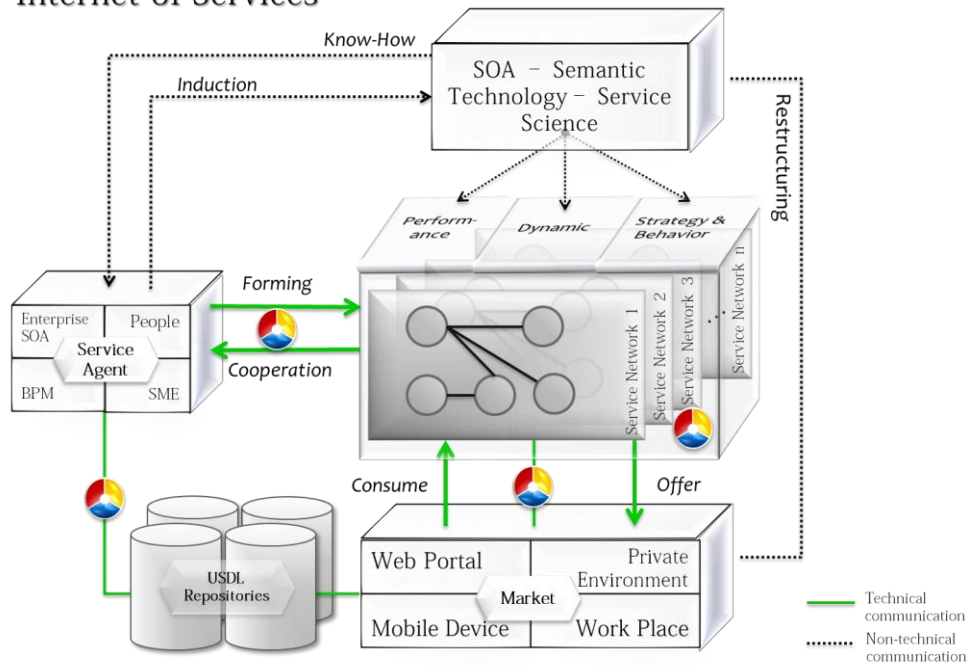 Internet of Services
Know-How
Induction
SOA – Semantic
Technology – Service
Science
Restructuring
Perform-
ance
Dynamic
Strategy &
Behavior
Forming
Cooperation
Enterprise
SOA
People
Service
Agent
BPM
SME
Service Network 1
Service Network 2
Service Network 3
...
Service Network n
Consume
Offer
USDL
Repositories
Web Portal
Private
Environment
Market
Mobile Device
Work Place
Technical
communication
Non-technical
communication